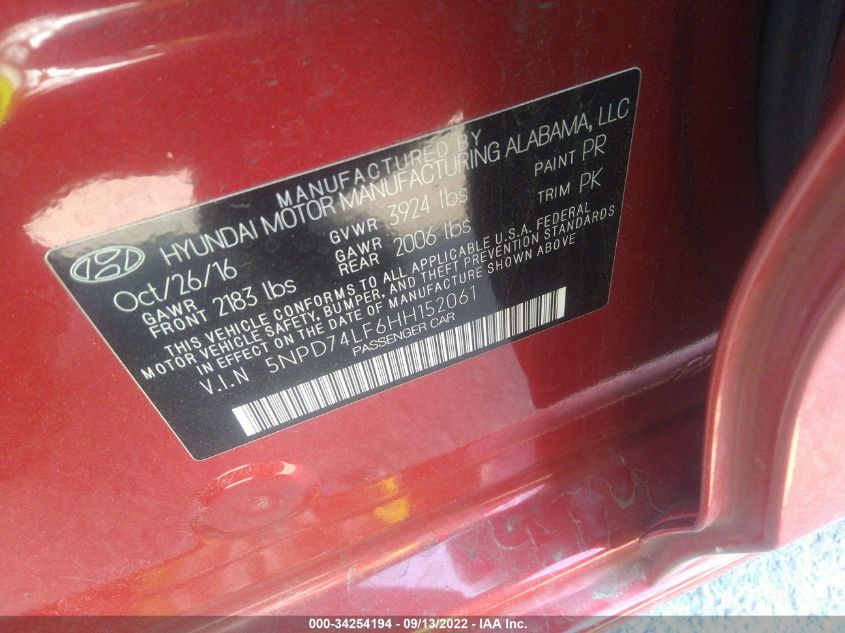 MANUFACTURED BY
HYUNDAI MOTOR MANUFACTURING ALABAMA, LLC
Oct/26/16 GVWR 3924 lbs PAINT PR
GAWR FRONT 2183 lbs GAWR REAR 2006 lbs TRIM PK
THIS VEHICLE CONFORMS TO ALL APPLICABLE U.S.A. FEDERAL
MOTOR VEHICLE SAFETY, BUMPER, AND THEFT PREVENTION STANDARDS
IN EFFECT ON THE DATE OF MANUFACTURE SHOWN ABOVE
V.I.N 5NPD74LF6HH152061
PASSENGER CAR
000-34254194 - 09/13/2022 - IAA Inc.